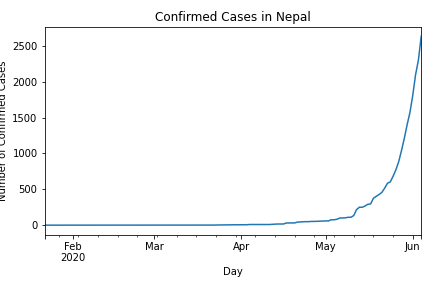 Confirmed Cases in Nepal
Number of Confirmed Cases
2500
2000
1500
1000
500
0
Feb
2020
Mar
Apr
May
Jun
Day